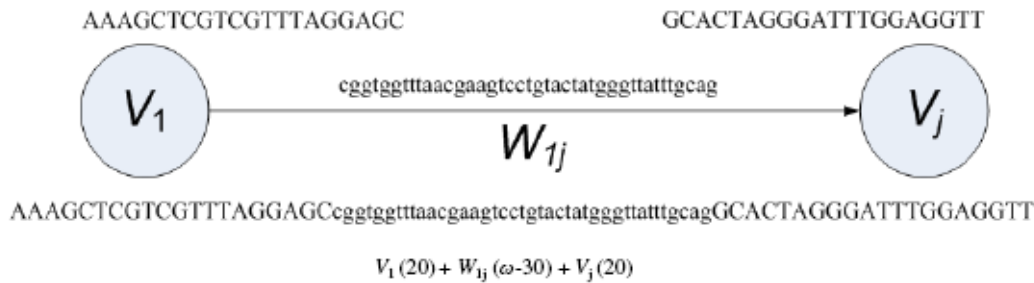 AAAGCTCGTCGTTTAGGAGC GCACTAGGGATTTGGAGGTT
cggtggtttaacgaagtcctgtactatgggttatttgcag
V1 Vj
W1j
AAAGCTCGTCGTTTAGGAGCcggtggtttaacgaagtcctgtactatgggttatttgcagGCACTAGGGATTTGGAGGTT
V1 (20) + W1j (ω-30) + Vj (20)